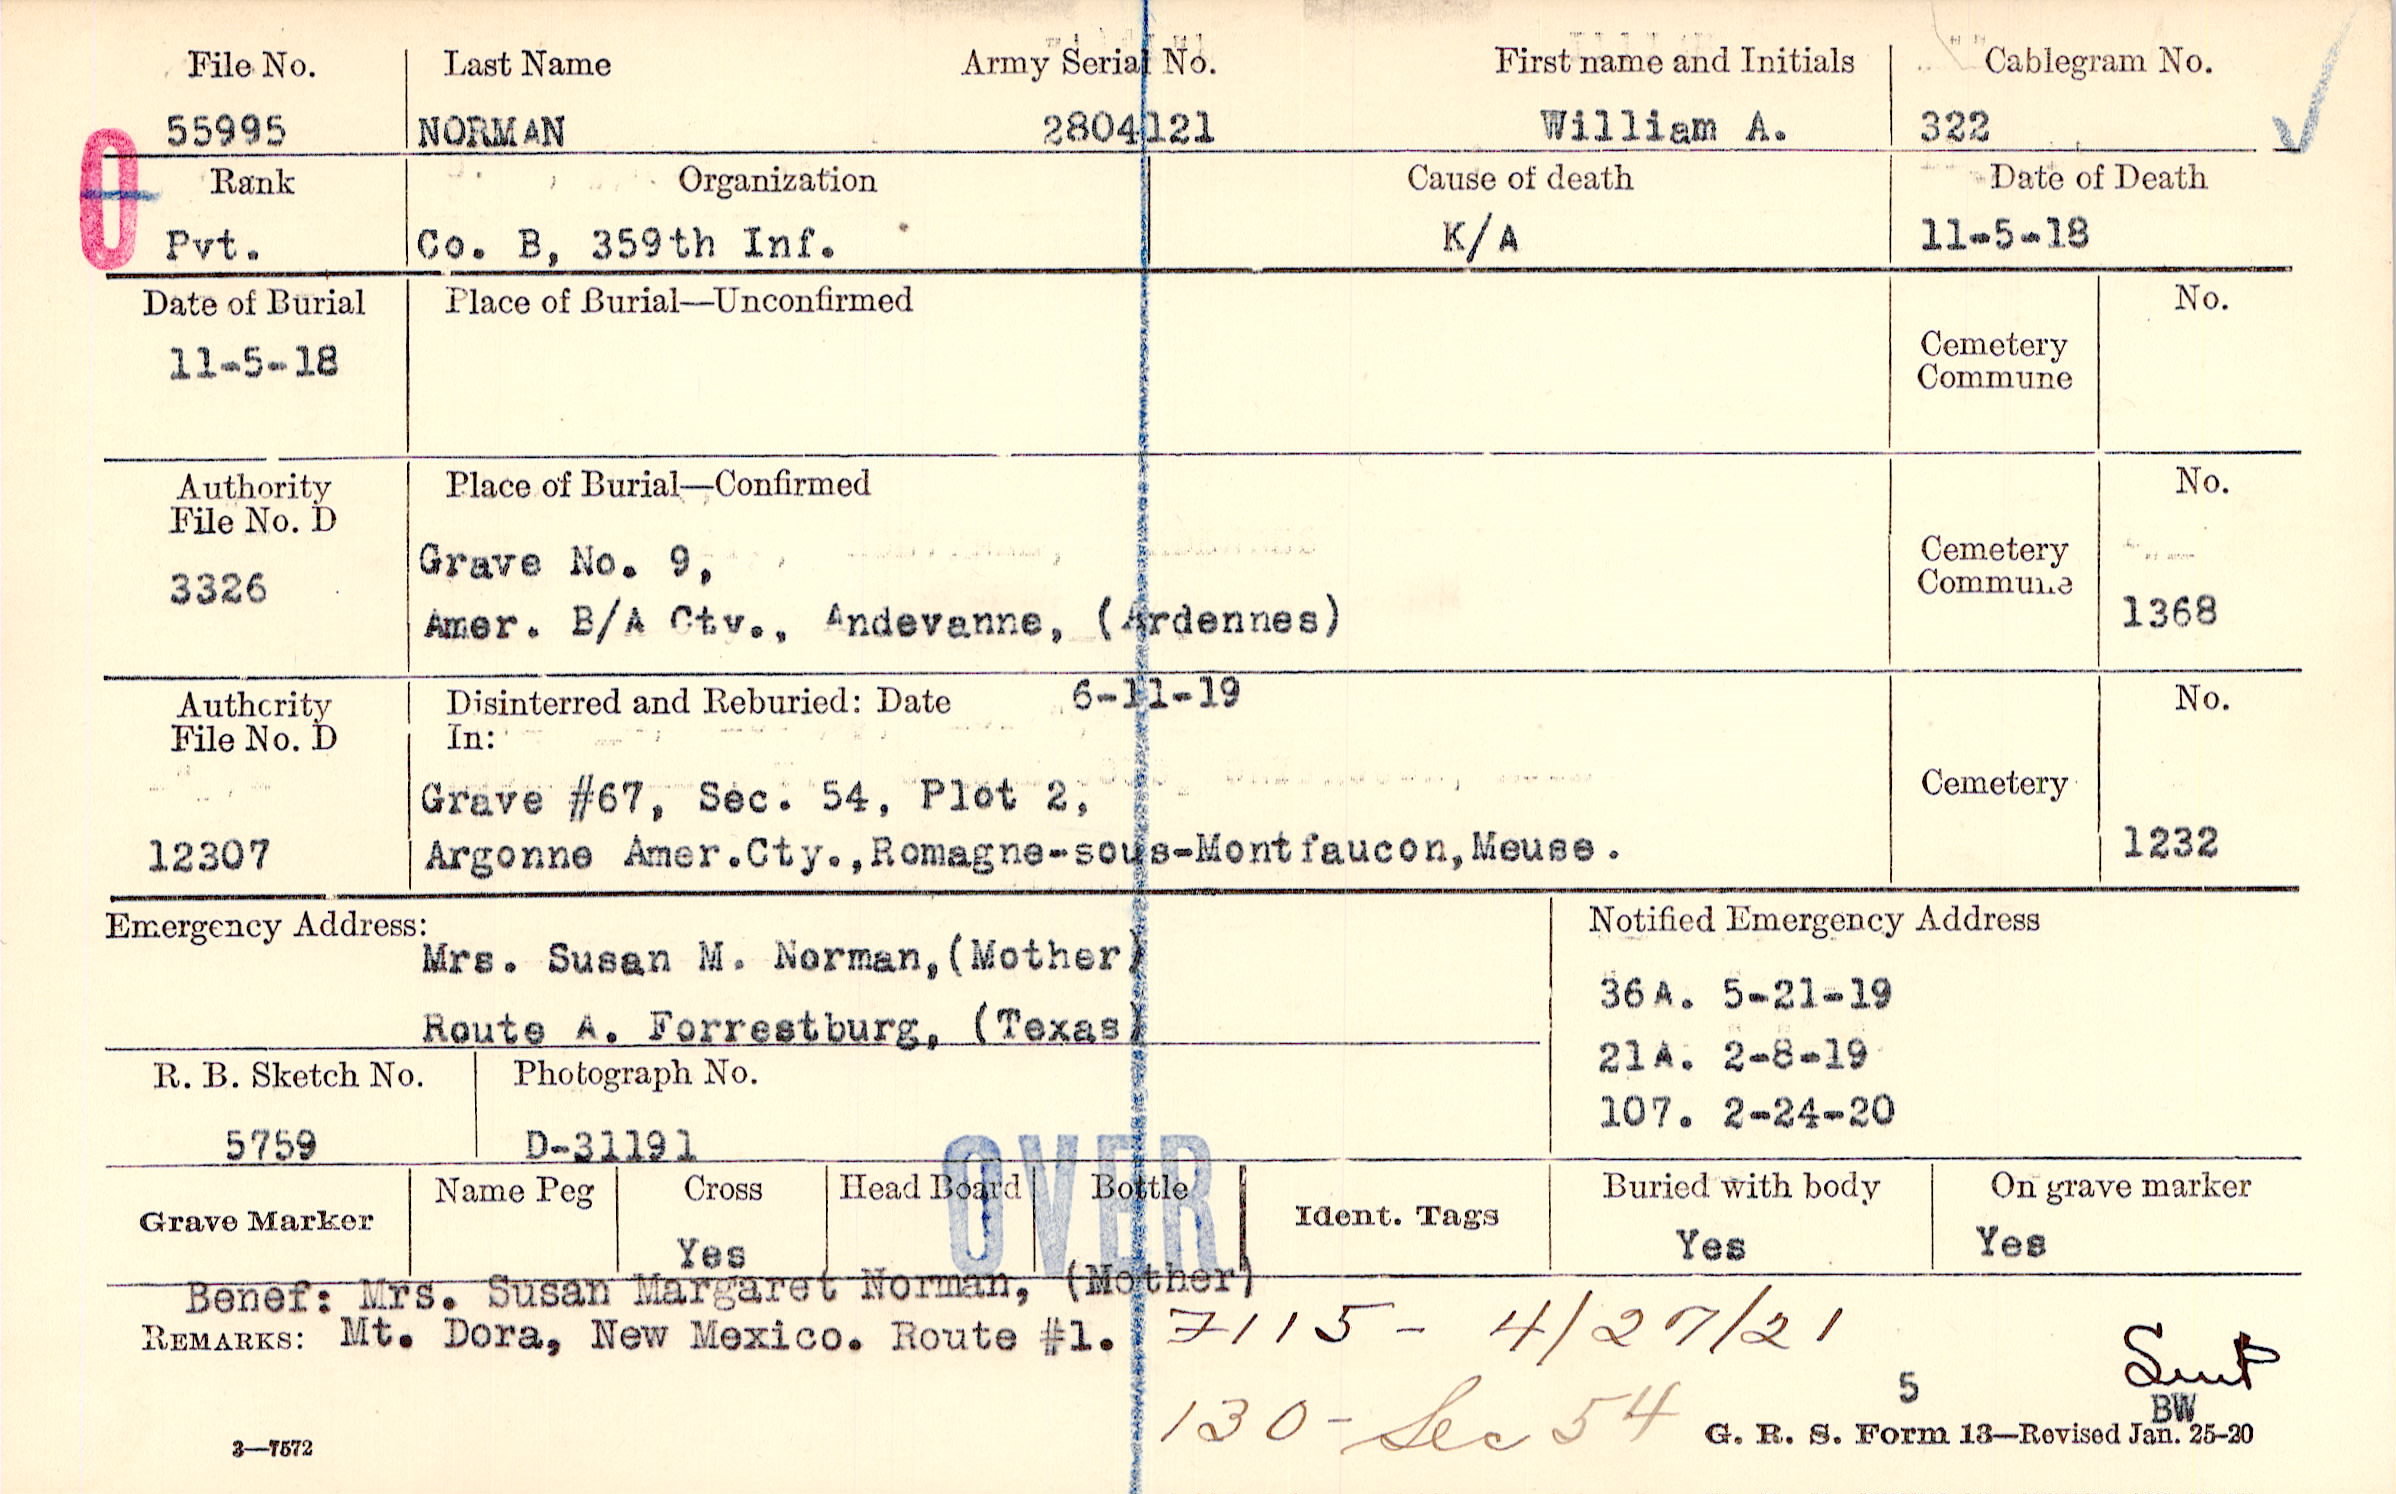 File No. Last Name Army Serial No. First name and Initials Cablegram No.
55995 NORMAN 2804121 William A. 322
Rank Organization Cause of death Date of Death
Pvt. Co. B, 359th Inf. K/A 11-5-18
Date of Burial Place of Burial—Unconfirmed No.
11-5-18
Cemetery
Commune
Authority Place of Burial—Confirmed No.
File No. D
Grave No. 9,
Cemetery
Commune
3326
Amer. B/A Cty., Andevanne, (Ardennes) 1368
Authority Disinterred and Reburied: Date 6-11-19 No.
File No. D In:
Grave #67, Sec. 54, Plot 2, Cemetery
12307 Argonne Amer.Cty.,Romagne-sous-Montfaucon,Meuse. 1232
Emergency Address: Notified Emergency Address
Mrs. Susan M. Norman,(Mother)
36A. 5-21-19
Route A. Forrestburg, (Texas)
21A. 2-8-19
R. B. Sketch No. Photograph No.
107. 2-24-20
5759 D-31191
OVER
Grave Marker Name Peg Cross Head Board Bottle Ident. Tags Buried with body On grave marker
Yes Yes Yes
Benef: Mrs. Susan Margaret Norman, (Mother)
REMARKS: Mt. Dora, New Mexico. Route #1. 7115- 4/27/21
130- Sec 54
5
BW
3—7572 G. R. S. Form 13—Revised Jan. 25-20